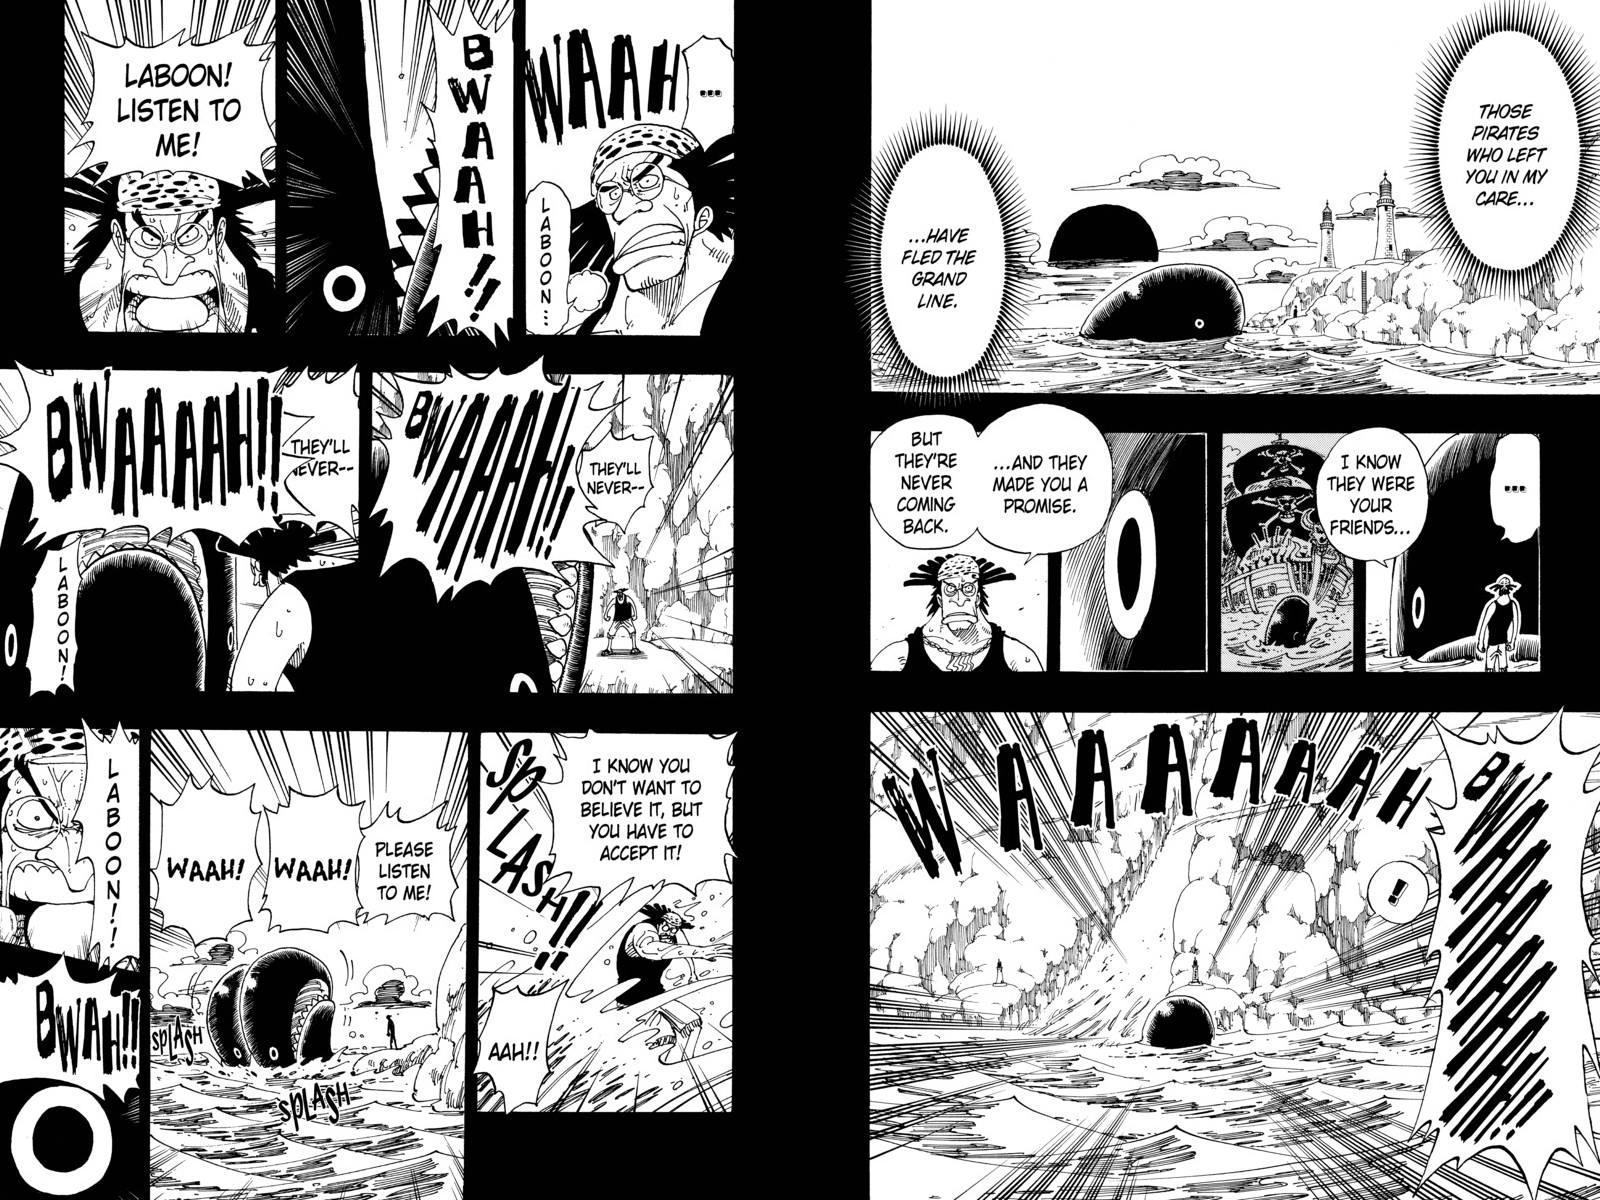 THOSE
PIRATES
WHO LEFT
YOU IN MY
CARE...
...HAVE
FLED THE
GRAND
LINE.
...
I KNOW
THEY WERE
YOUR
FRIENDS...
...AND THEY
MADE YOU A
PROMISE.
BUT
THEY'RE
NEVER
COMING
BACK.
BWAAAAAAAH!!
!
WAAAAAAAH
...
WAAH
LABOON...
BWAAH!!
LABOON!
LISTEN TO
ME!
THEY'LL
NEVER--
BWAAAAH!!
THEY'LL
NEVER--
BWAAAAAH!!
LABOON!
I KNOW YOU
DON'T WANT TO
BELIEVE IT, BUT
YOU HAVE TO
ACCEPT IT!
SPLASH!!
AAH!!
PLEASE
LISTEN
TO ME!
WAAH!
WAAH!
SPLASH
SPLASH
LABOON!!
BWAH!!